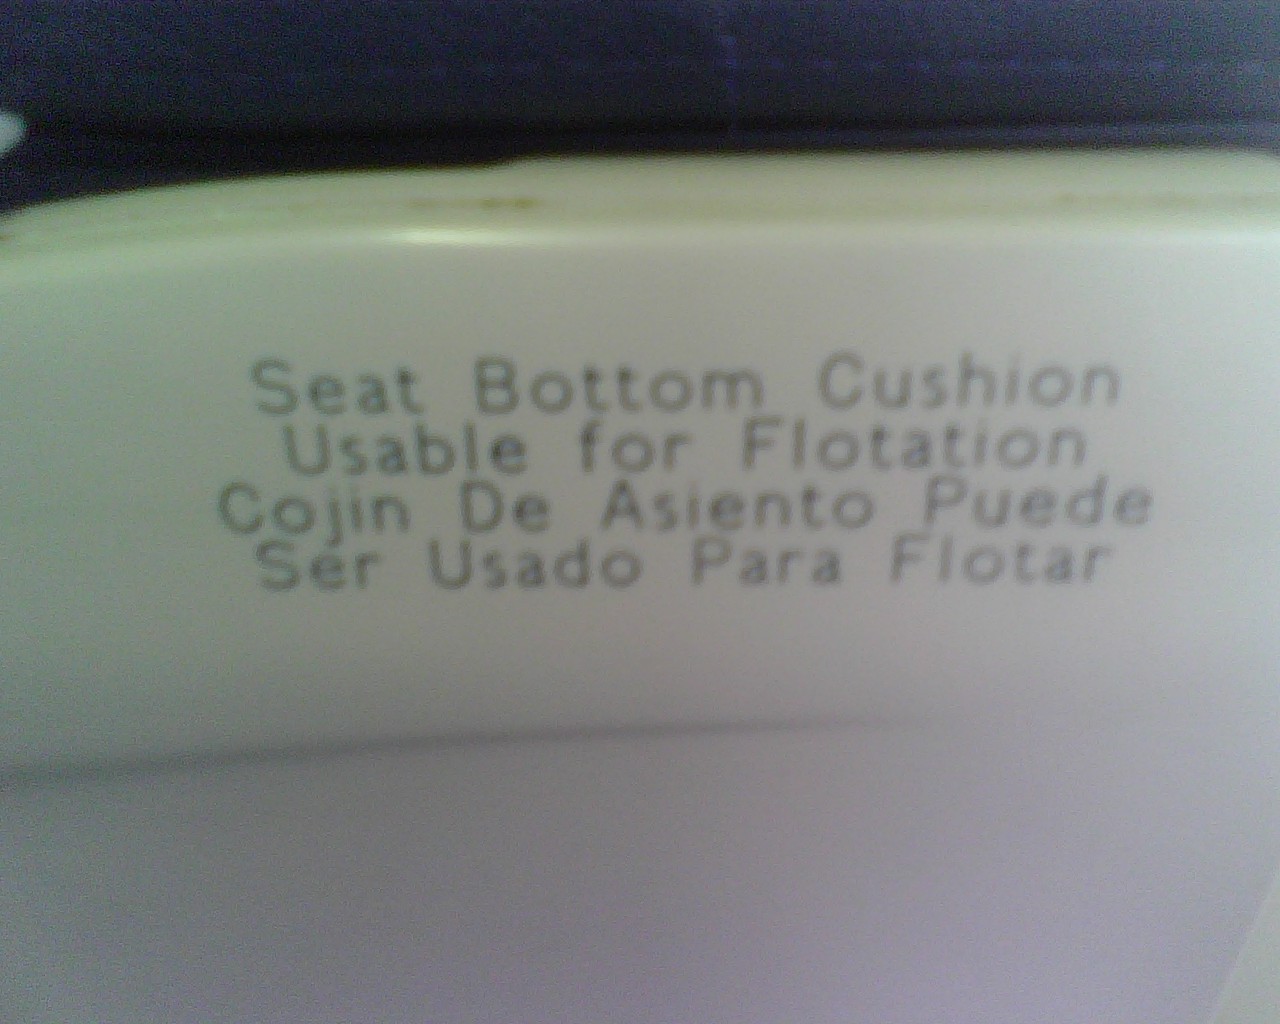 Seat Bottom Cushion
Usable for Flotation
Cojin De Asiento Puede
Ser Usado Para Flotar